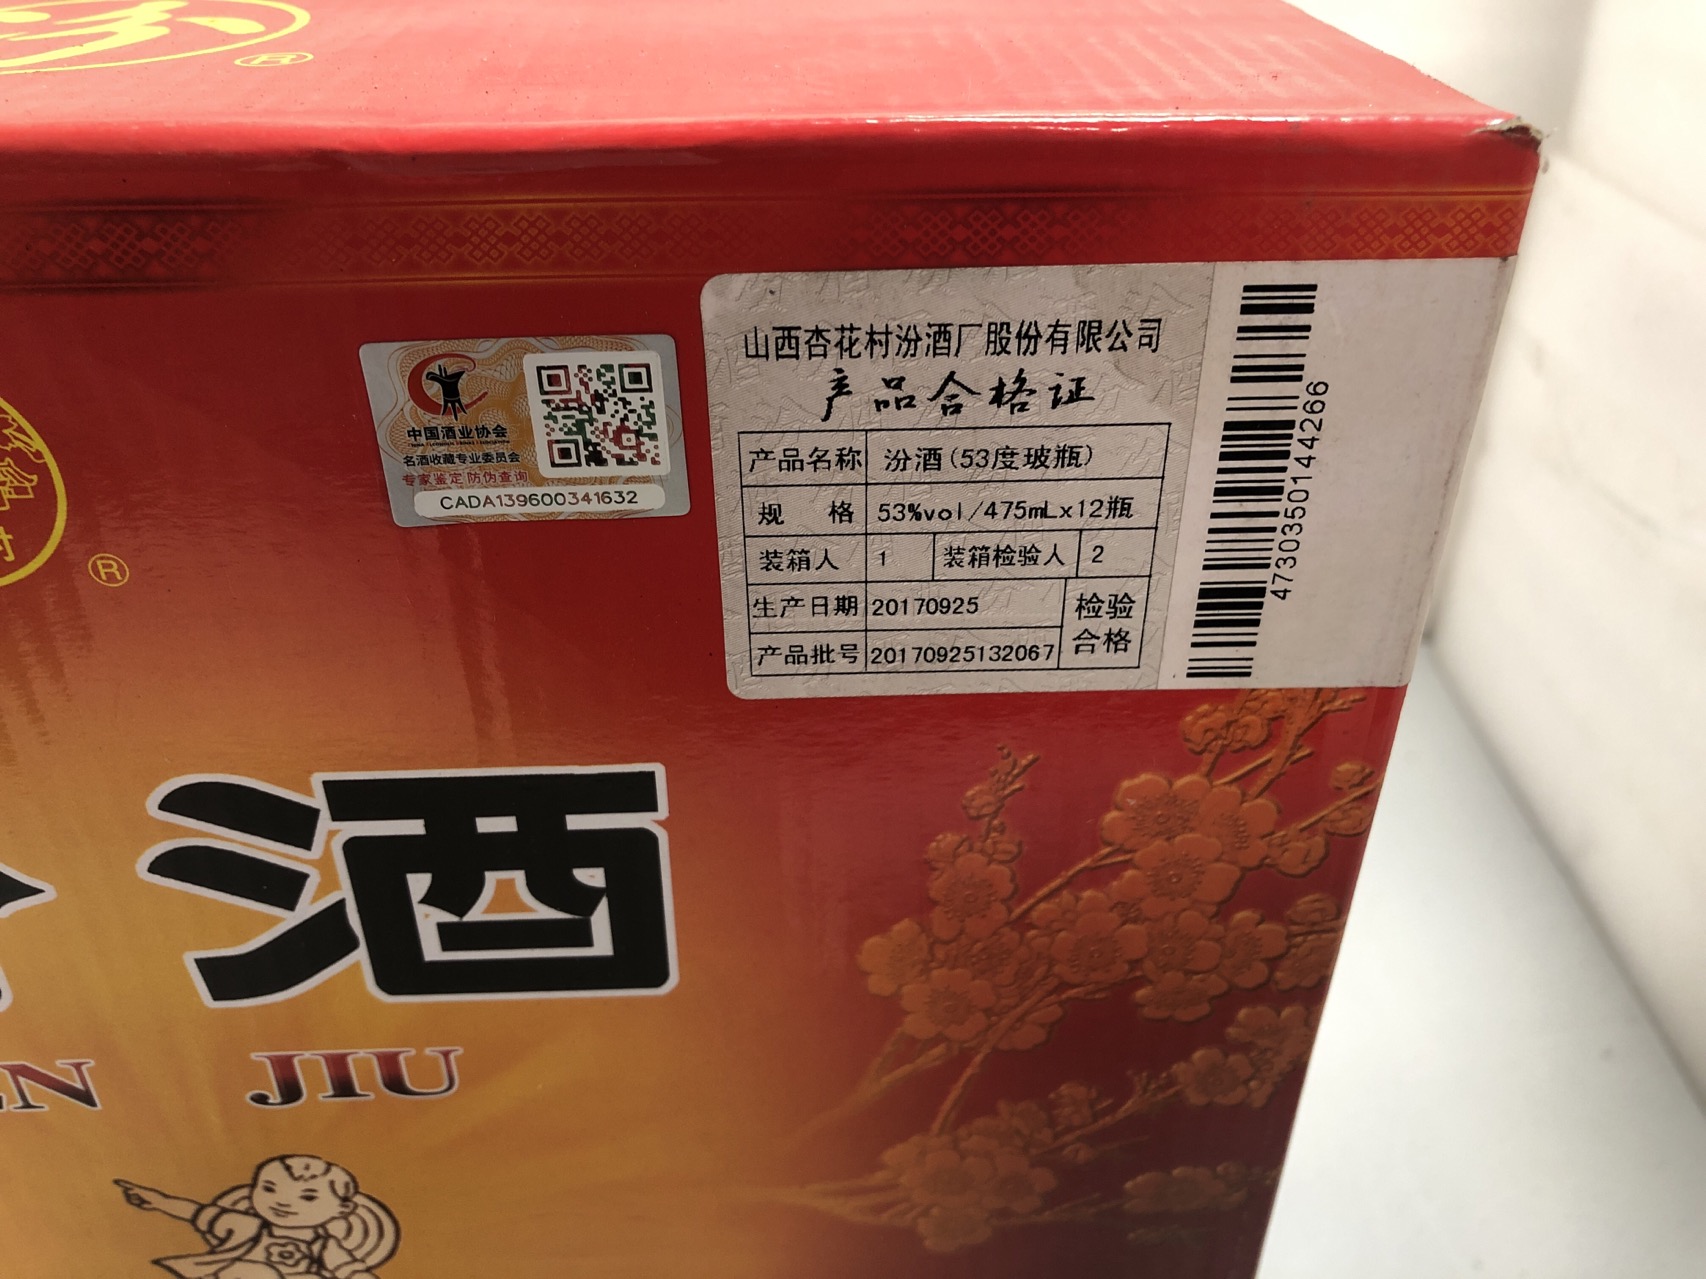 汾
®
山西杏花村汾酒厂股份有限公司
产品合格证
产品名称 汾酒(53度玻瓶)
规 格 53%vol/475mLx12瓶
装箱人 1 装箱检验人 2
生产日期 20170925 检验
产品批号 20170925132067 合格
4730350144266
中国酒业协会
名酒收藏专业委员会
专家鉴定 防伪查询
CADA139600341632
村
®
酒
EN JIU